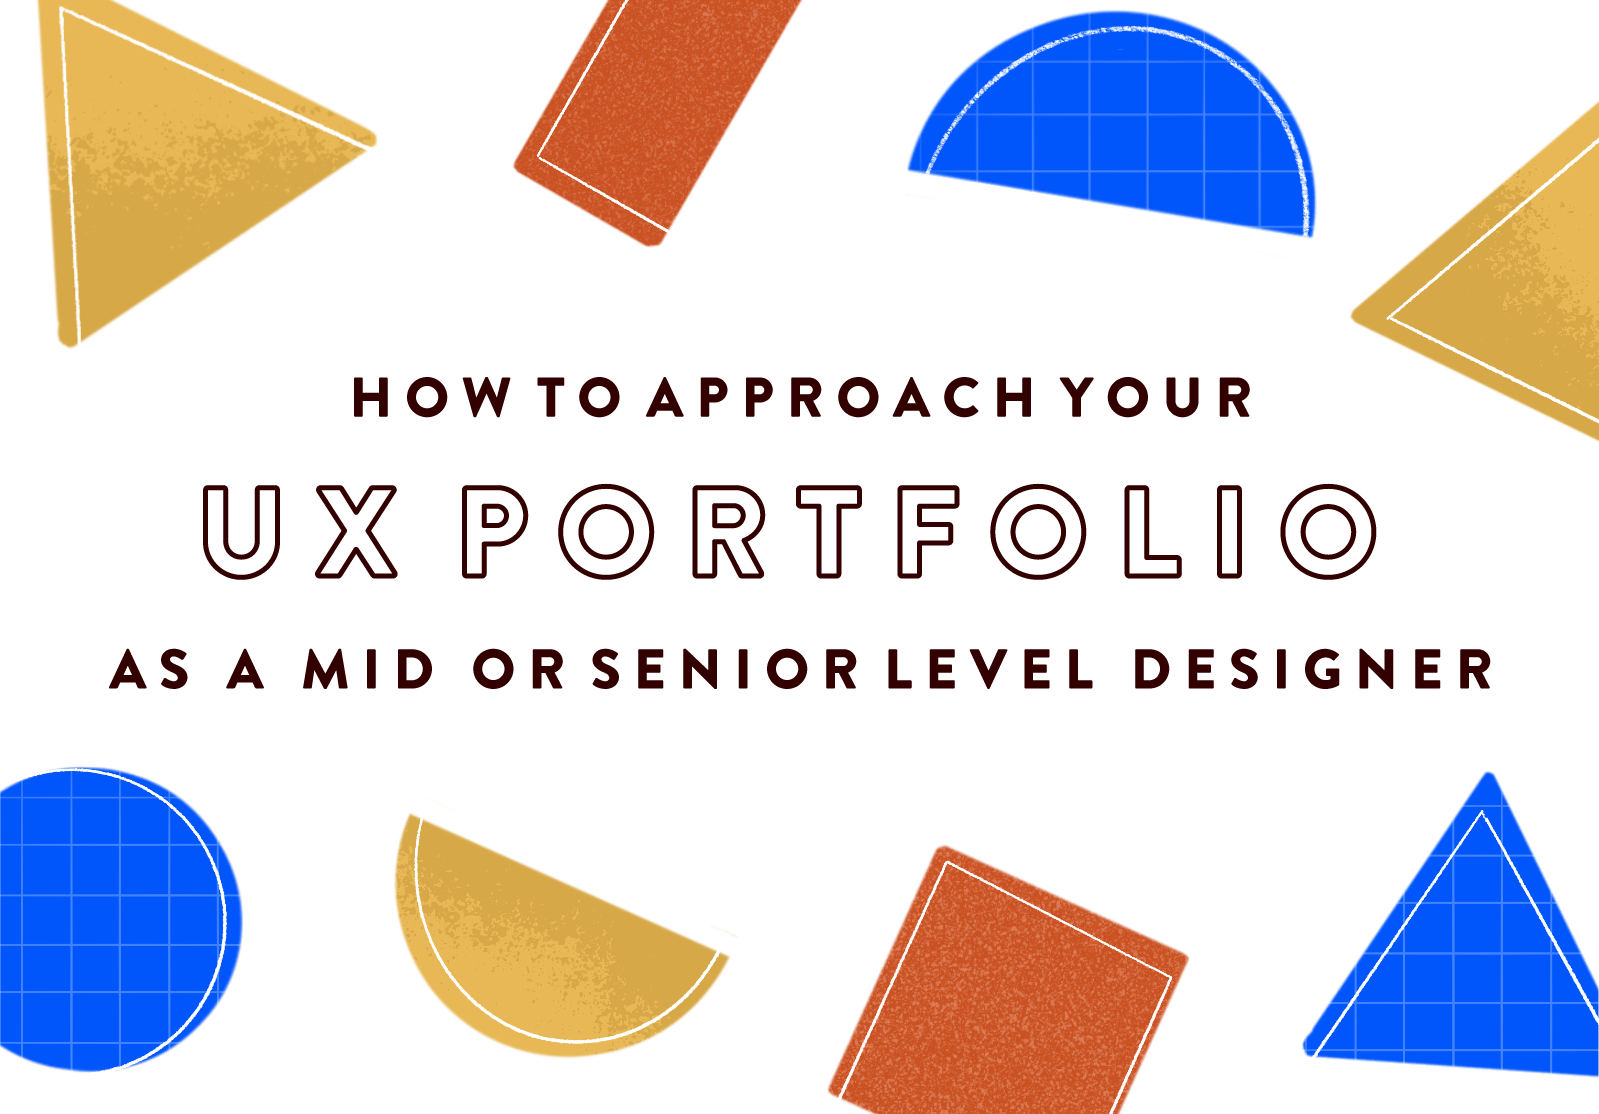 HOW TO APPROACH YOUR
UX PORTFOLIO
AS A MID OR SENIOR LEVEL DESIGNER